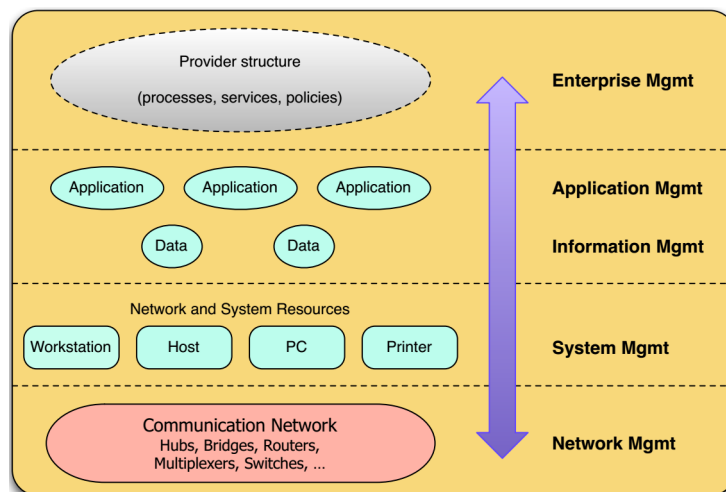 Provider structure
(processes, services, policies)
Enterprise Mgmt
Application Application Application
Application Mgmt
Data Data
Information Mgmt
Network and System Resources
Workstation Host PC Printer
System Mgmt
Communication Network
Hubs, Bridges, Routers,
Multiplexers, Switches, ...
Network Mgmt